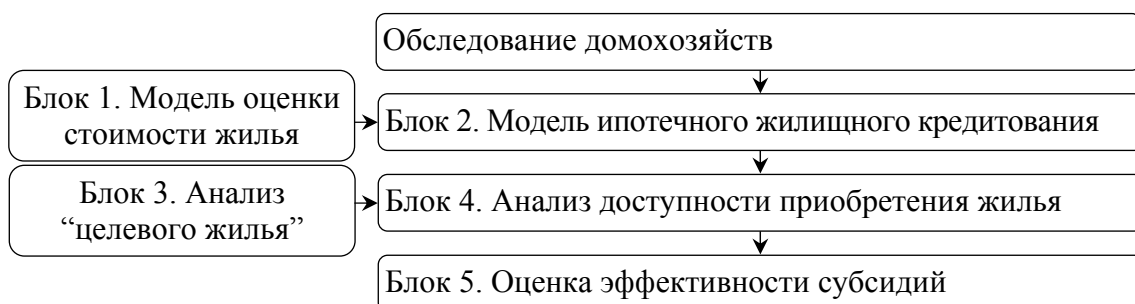 Обследование домохозяйств
Блок 1. Модель оценки
стоимости жилья
Блок 2. Модель ипотечного жилищного кредитования
Блок 3. Анализ
“целевого жилья”
Блок 4. Анализ доступности приобретения жилья
Блок 5. Оценка эффективности субсидий